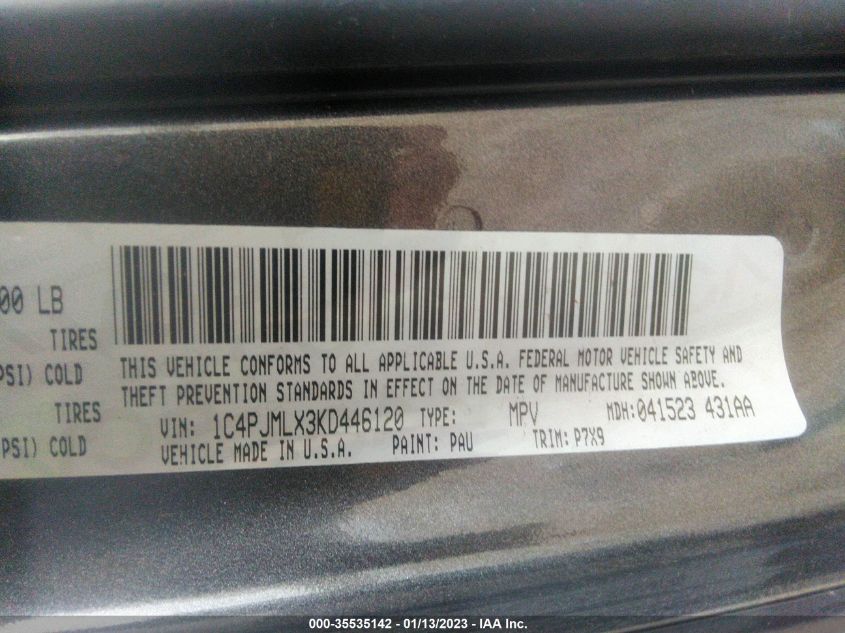 00 LB
TIRES
PSI) COLD
TIRES
PSI) COLD
THIS VEHICLE CONFORMS TO ALL APPLICABLE U.S.A. FEDERAL MOTOR VEHICLE SAFETY AND
THEFT PREVENTION STANDARDS IN EFFECT ON THE DATE OF MANUFACTURE SHOWN ABOVE.
VIN: 1C4PJMLX3KD446120 TYPE: MPV MDH: 041523 431AA
VEHICLE MADE IN U.S.A. PAINT: PAU TRIM: P7X9
000-35535142 - 01/13/2023 - IAA Inc.